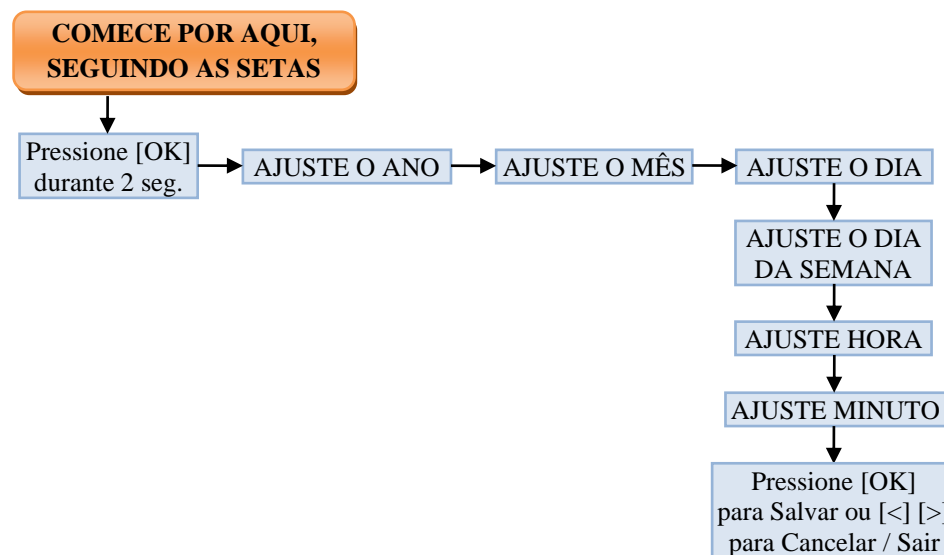 COMECE POR AQUI,
SEGUINDO AS SETAS
Pressione [OK]
durante 2 seg.
AJUSTE O ANO
AJUSTE O MÊS
AJUSTE O DIA
AJUSTE O DIA
DA SEMANA
AJUSTE HORA
AJUSTE MINUTO
Pressione [OK]
para Salvar ou [<] [>]
para Cancelar / Sair